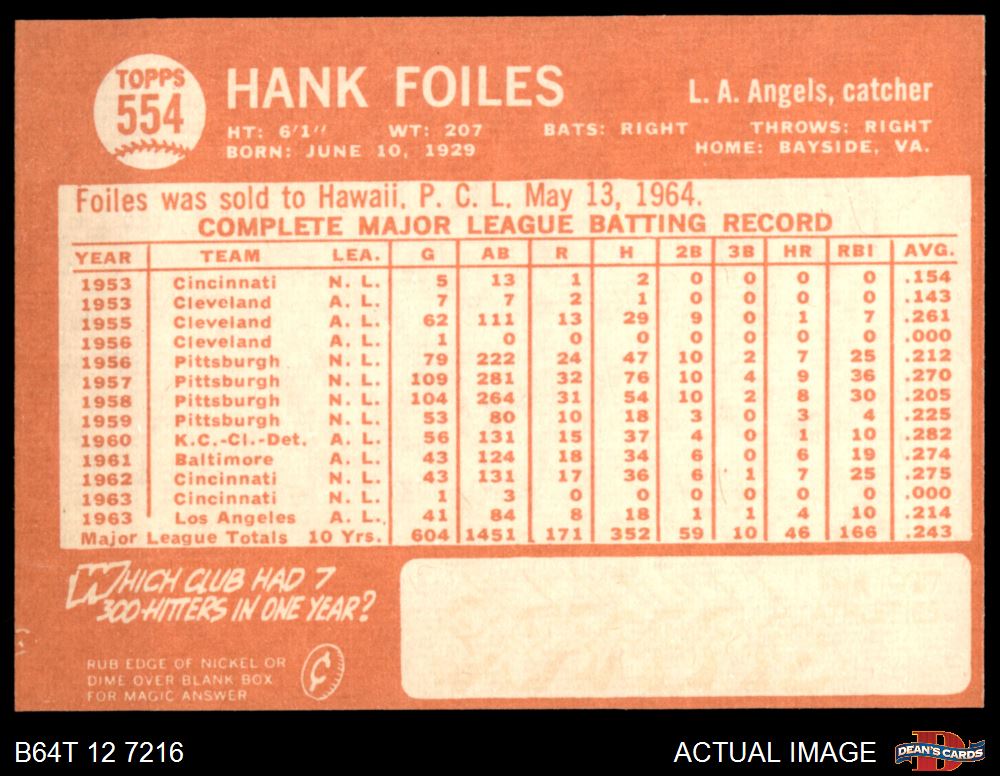 TOPPS
554
HANK FOILES
L. A. Angels, catcher
HT: 6'1" WT: 207 BATS: RIGHT THROWS: RIGHT
BORN: JUNE 10, 1929 HOME: BAYSIDE, VA.
Foiles was sold to Hawaii, P. C. L. May 13, 1964.
COMPLETE MAJOR LEAGUE BATTING RECORD
YEAR TEAM LEA. G AB R H 2B 3B HR RBI AVG.
1953 Cincinnati N. L. 5 13 1 2 0 0 0 0 .154
1953 Cleveland A. L. 7 7 2 1 0 0 0 0 .143
1955 Cleveland A. L. 62 111 13 29 9 0 1 7 .261
1956 Cleveland A. L. 1 0 0 0 0 0 0 0 .000
1956 Pittsburgh N. L. 79 222 24 47 10 2 7 25 .212
1957 Pittsburgh N. L. 109 281 32 76 10 4 9 36 .270
1958 Pittsburgh N. L. 104 264 31 54 10 2 8 30 .205
1959 Pittsburgh N. L. 53 80 10 18 3 0 3 4 .225
1960 K.C.-Cl.-Det. A. L. 56 131 15 37 4 0 1 10 .282
1961 Baltimore A. L. 43 124 18 34 6 0 6 19 .274
1962 Cincinnati N. L. 43 131 17 36 6 1 7 25 .275
1963 Cincinnati N. L. 1 3 0 0 0 0 0 0 .000
1963 Los Angeles A. L. 41 84 8 18 1 1 4 10 .214
Major League Totals 10 Yrs. 604 1451 171 352 59 10 46 166 .243
WHICH CLUB HAD 7
300-HITTERS IN ONE YEAR?
RUB EDGE OF NICKEL OR
DIME OVER BLANK BOX
FOR MAGIC ANSWER
B64T 12 7216
ACTUAL IMAGE
DEAN'S CARDS